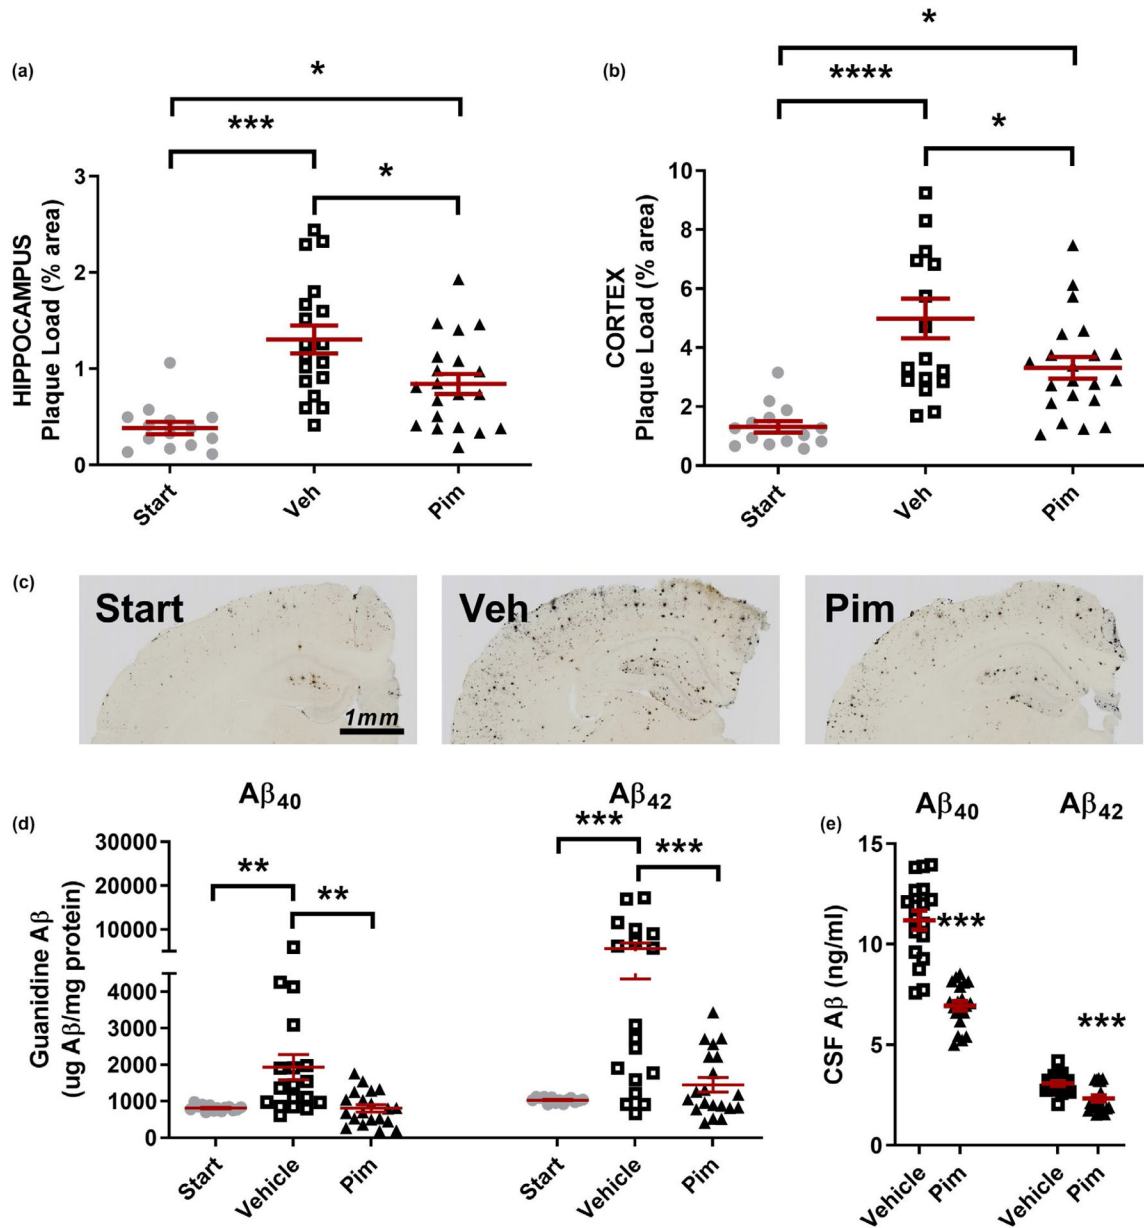 (a)
*
***
*
HIPPOCAMPUS
Plaque Load (% area)
3
2
1
0
Start
Veh
Pim
(b)
*
****
*
CORTEX
Plaque Load (% area)
10
8
6
4
2
0
Start
Veh
Pim
(c)
Start
1mm
Veh
Pim
(d)
Aβ40
Aβ42
**
**
***
***
Guanidine Aβ
(ug Aβ/mg protein)
30000
20000
10000
4000
3000
2000
1000
0
Start
Vehicle
Pim
Start
Vehicle
Pim
(e)
Aβ40
Aβ42
***
***
CSF Aβ (ng/ml)
15
10
5
0
Vehicle
Pim
Vehicle
Pim